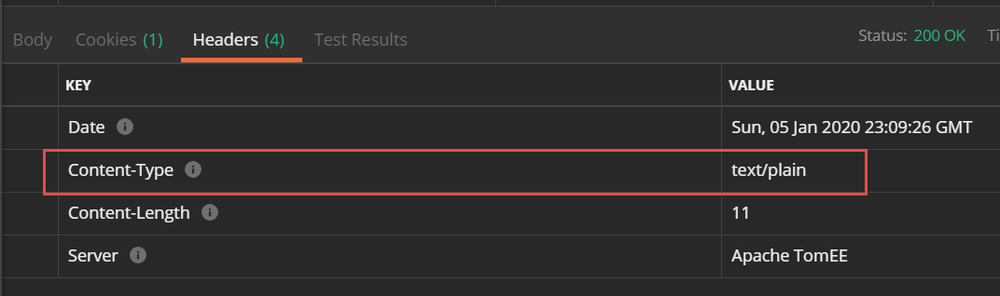 Body Cookies (1) Headers (4) Test Results Status: 200 OK
KEY VALUE
Date Sun, 05 Jan 2020 23:09:26 GMT
Content-Type text/plain
Content-Length 11
Server Apache TomEE